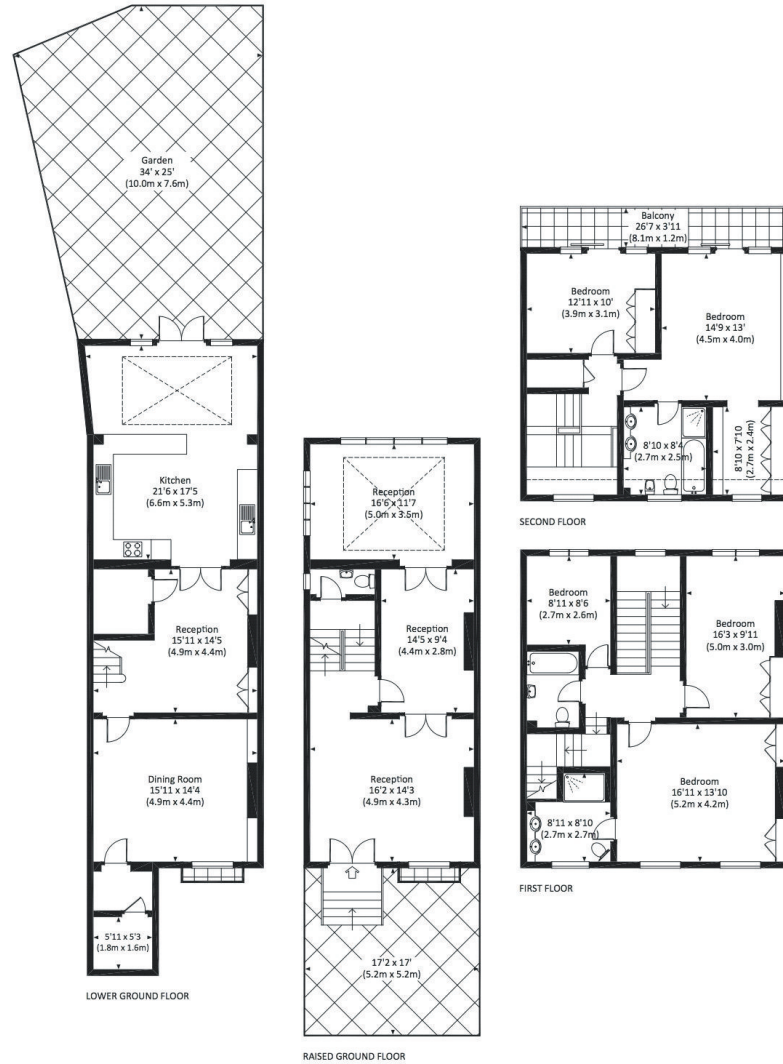 Garden
34' x 25'
(10.0m x 7.6m)
Kitchen
21'6 x 17'5
(6.6m x 5.3m)
Reception
15'11 x 14'5
(4.9m x 4.4m)
Dining Room
15'11 x 14'4
(4.9m x 4.4m)
5'11 x 5'3
(1.8m x 1.6m)
LOWER GROUND FLOOR
Reception
16'6 x 11'7
(5.0m x 3.5m)
Reception
14'5 x 9'4
(4.4m x 2.8m)
Reception
16'2 x 14'3
(4.9m x 4.3m)
17'2 x 17'
(5.2m x 5.2m)
RAISED GROUND FLOOR
Balcony
26'7 x 3'11
(8.1m x 1.2m)
Bedroom
12'11 x 10'
(3.9m x 3.1m)
Bedroom
14'9 x 13'
(4.5m x 4.0m)
8'10 x 8'4
(2.7m x 2.5m)
8'10 x 7'10
(2.7m x 2.4m)
SECOND FLOOR
Bedroom
8'11 x 8'6
(2.7m x 2.6m)
Bedroom
16'3 x 9'11
(5.0m x 3.0m)
Bedroom
16'11 x 13'10
(5.2m x 4.2m)
8'11 x 8'10
(2.7m x 2.7m)
FIRST FLOOR